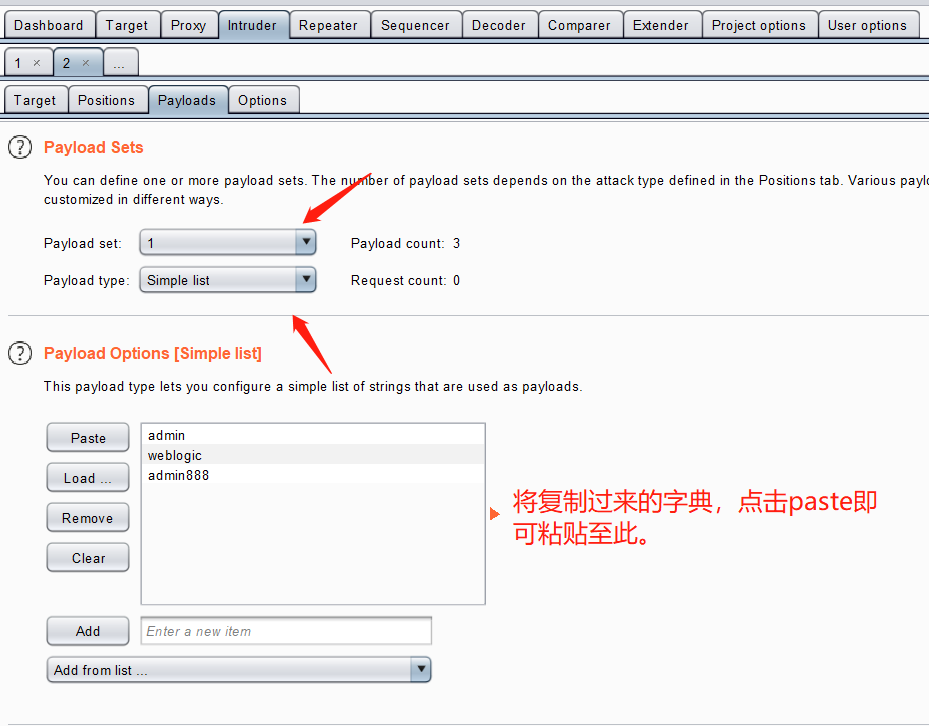 Dashboard Target Proxy Intruder Repeater Sequencer Decoder Comparer Extender Project options User options
1 × 2 × ...
Target Positions Payloads Options
? Payload Sets
You can define one or more payload sets. The number of payload sets depends on the attack type defined in the Positions tab. Various
customized in different ways.
Payload set: 1 Payload count: 3
Payload type: Simple list Request count: 0
? Payload Options [Simple list]
This payload type lets you configure a simple list of strings that are used as payloads.
Paste
Load ...
Remove
Clear
admin
weblogic
admin888
将复制过来的字典，点击paste即
可粘贴至此。
Add Enter a new item
Add from list ...